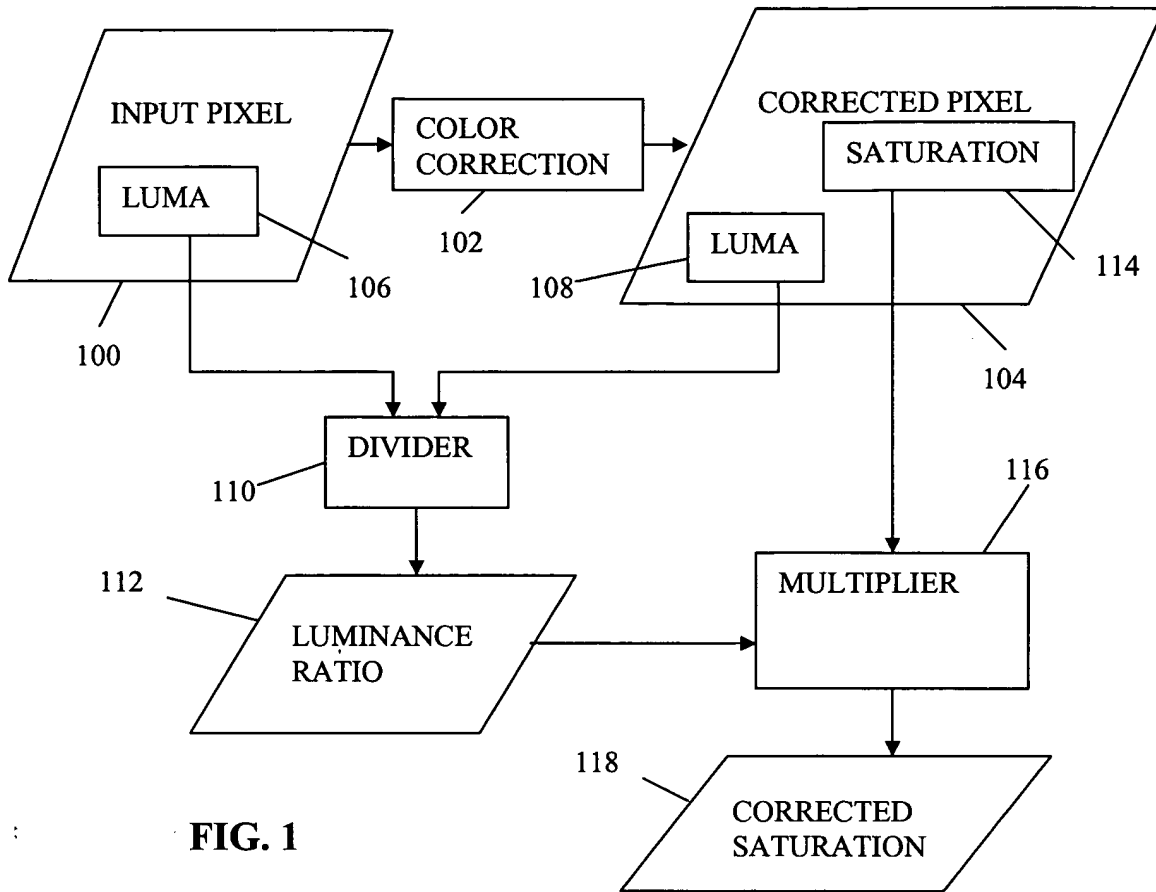 INPUT PIXEL
LUMA
106
100
COLOR
CORRECTION
102
CORRECTED PIXEL
SATURATION
114
LUMA
108
104
DIVIDER
110
116
MULTIPLIER
112
LUMINANCE
RATIO
118
CORRECTED
SATURATION
FIG. 1